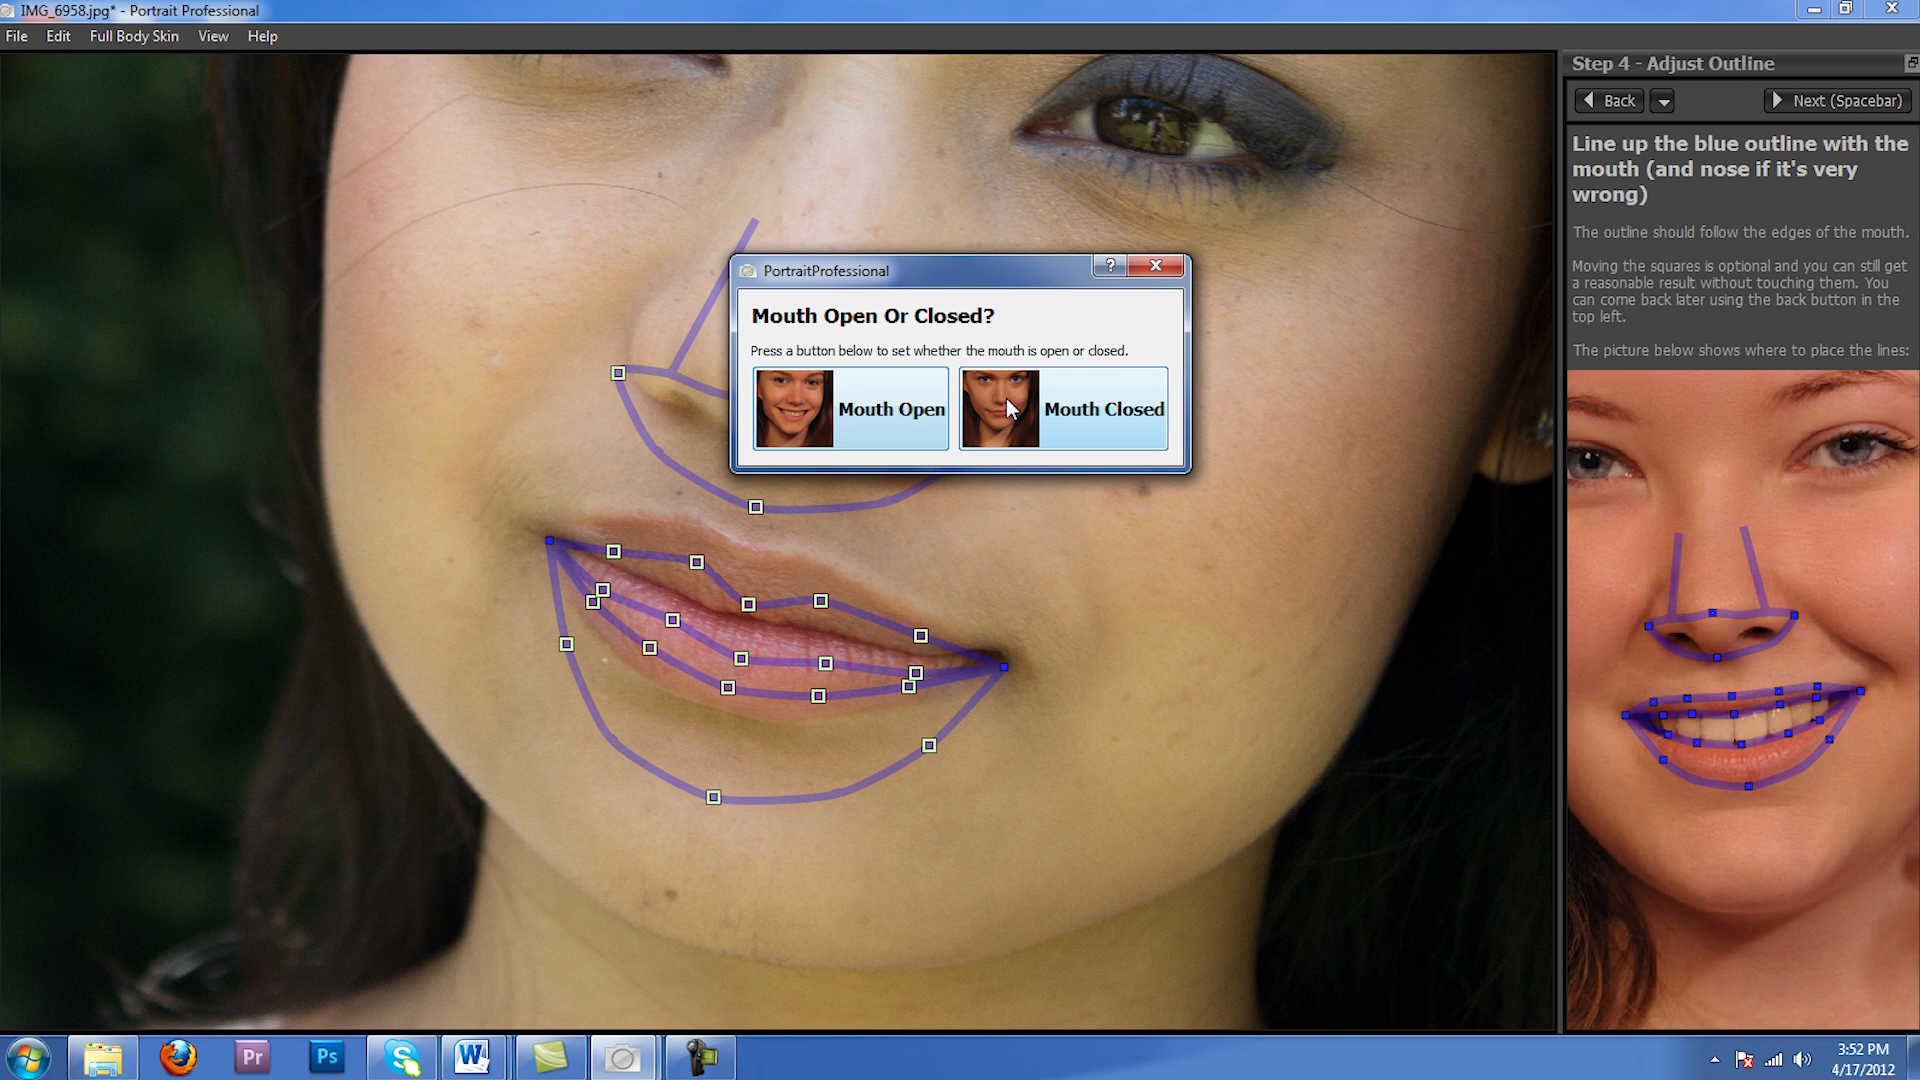 IMG_6958.jpg* - Portrait Professional
File Edit Full Body Skin View Help
Step 4 - Adjust Outline
Back
Next (Spacebar)
Line up the blue outline with the
mouth (and nose if it's very
wrong)
The outline should follow the edges of the mouth.
Moving the squares is optional and you can still get
a reasonable result without touching them. You
can come back later using the back button in the
top left.
The picture below shows where to place the lines:
PortraitProfessional
?
Mouth Open Or Closed?
Press a button below to set whether the mouth is open or closed.
Mouth Open
Mouth Closed
Pr
Ps
S
W
3:52 PM
4/17/2012